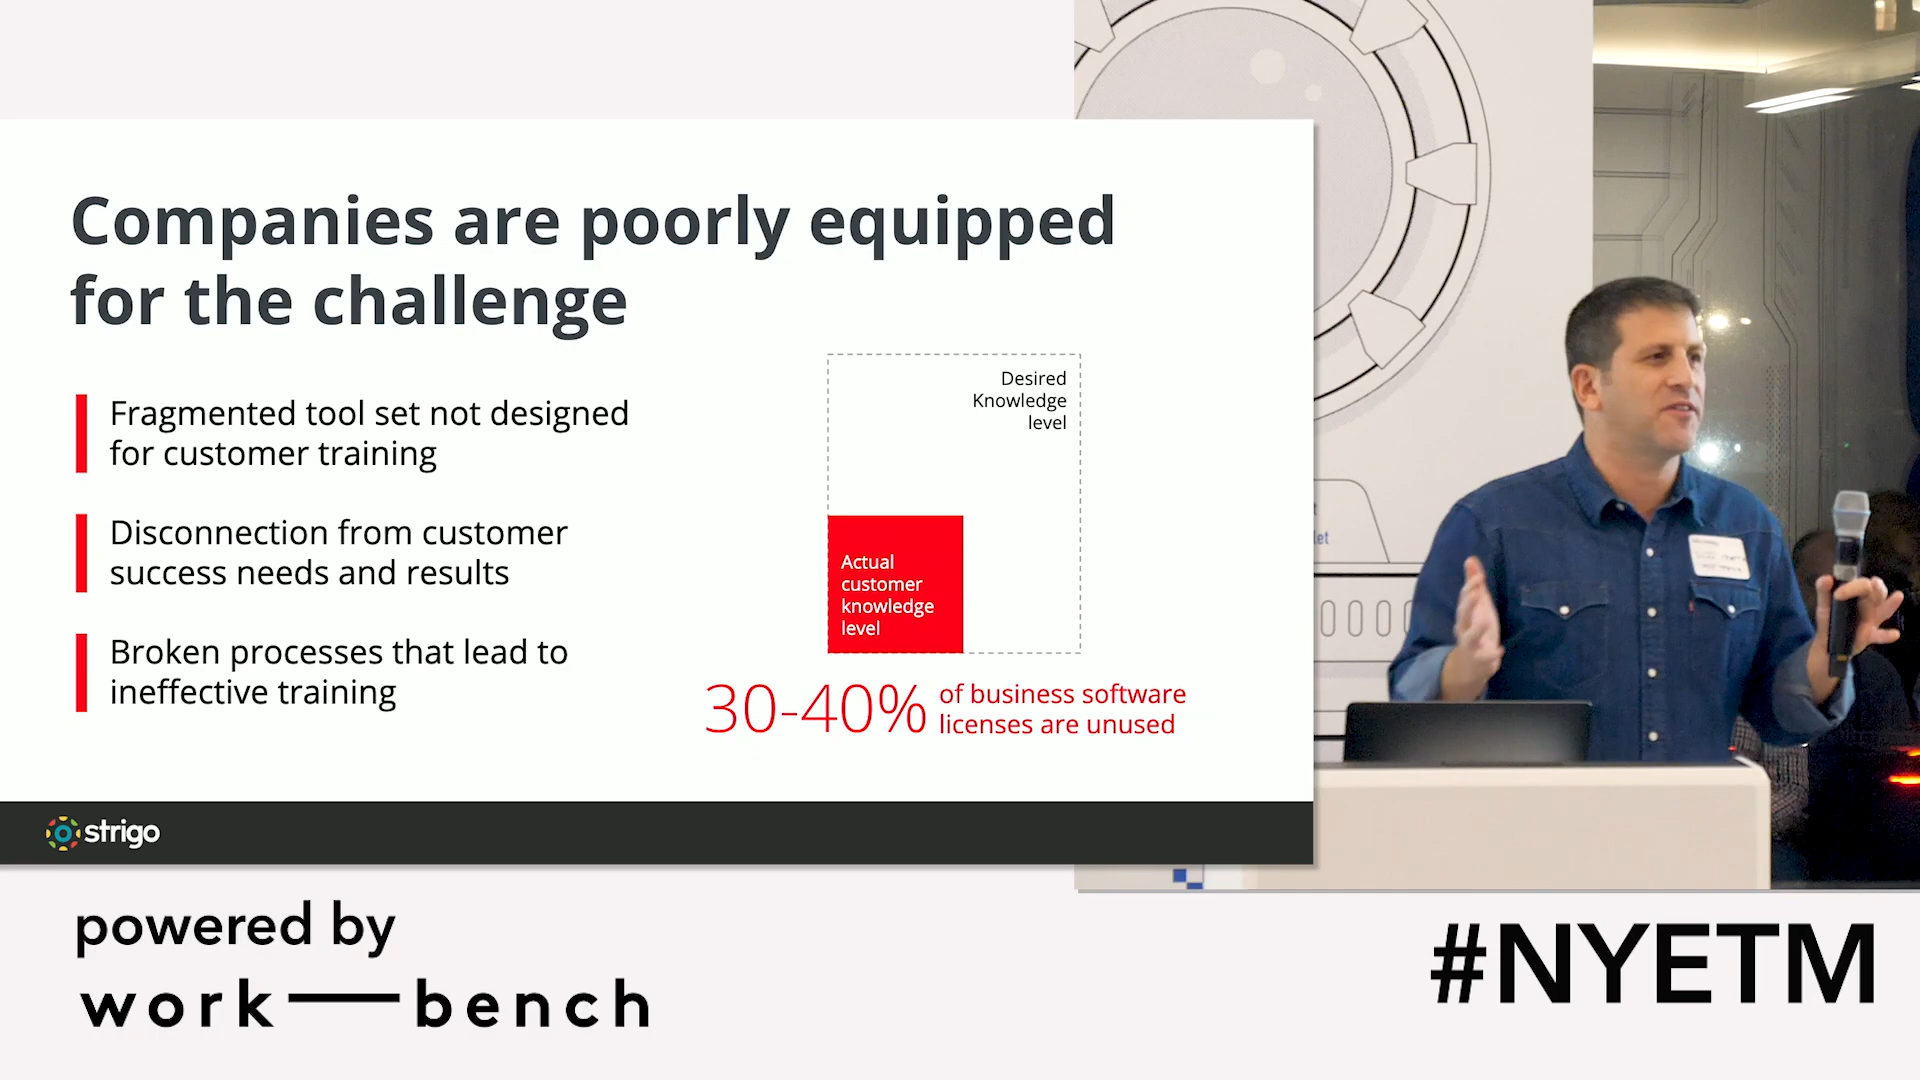 Companies are poorly equipped
for the challenge
Fragmented tool set not designed
for customer training
Disconnection from customer
success needs and results
Broken processes that lead to
ineffective training
Desired
Knowledge
level
Actual
customer
knowledge
level
30-40% of business software
licenses are unused
strigo
powered by
work—bench
#NYETM